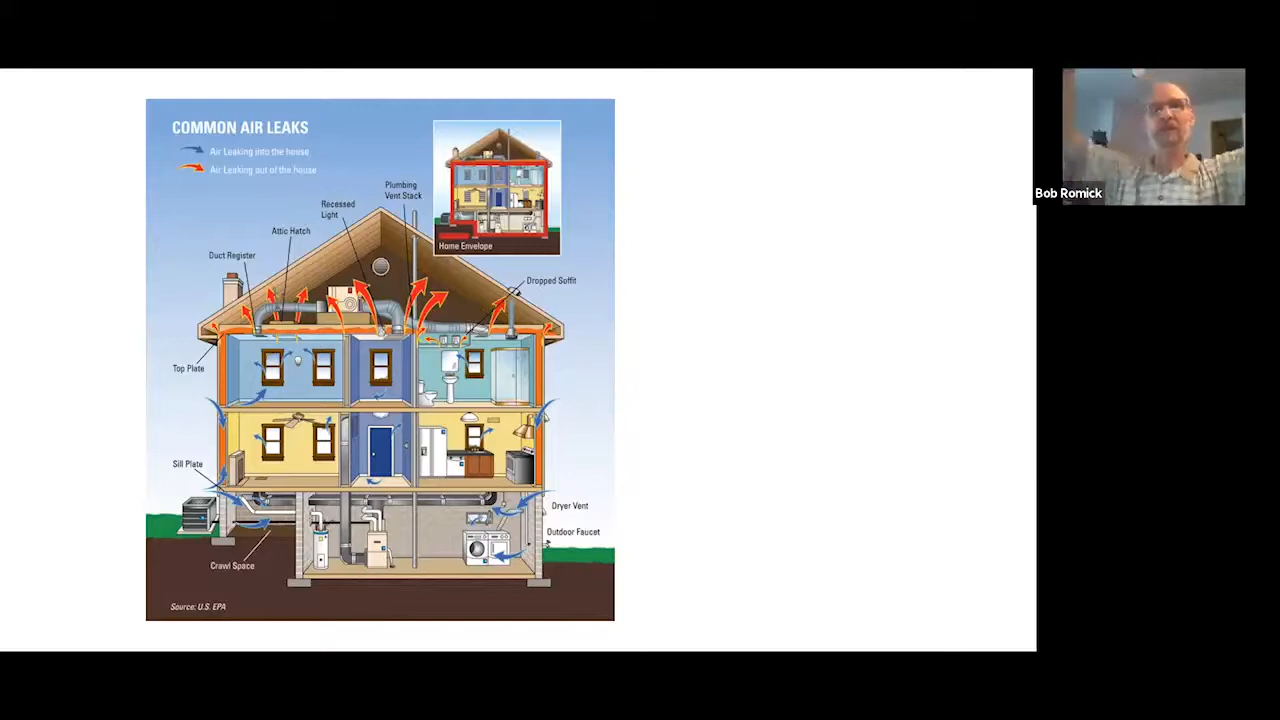 COMMON AIR LEAKS
Air Leaking into the house
Air Leaking out of the house
Plumbing
Vent Stack
Recessed
Light
Attic Hatch
Duct Register
Home Envelope
Dropped Soffit
Top Plate
Sill Plate
Dryer Vent
Outdoor Faucet
Crawl Space
Source: U.S. EPA
Bob Romick